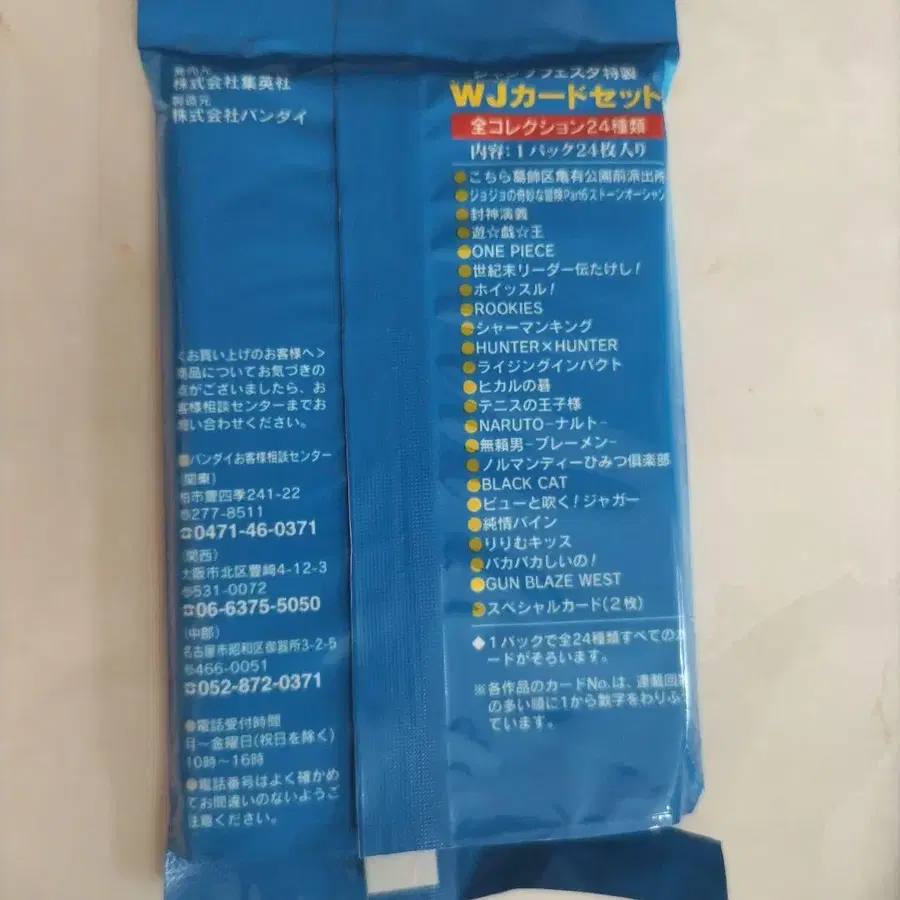 発売元
株式会社集英社
製造元
株式会社バンダイ
<お買い上げのお客様へ>
商品についてお気づきの
点がございましたら、お
客様相談センターまでお
問い合わせください。
■バンダイお客様相談センター
(関東)
柏市豊四季241-22
〒277-8511
☎0471-46-0371
(関西)
大阪市北区豊崎4-12-3
〒531-0072
☎06-6375-5050
(中部)
名古屋市昭和区御器所3-2-5
〒466-0051
☎052-872-0371
●電話受付時間
月〜金曜日(祝日を除く)
10時〜16時
●電話番号はよく確かめ
てお間違いのないようご
注意ください。
ジャンプフェスタ特製
WJカードセット
全コレクション24種類
内容:1パック24枚入り
●こちら葛飾区亀有公園前派出所
●ジョジョの奇妙な冒険Part6ストーンオーシャン
●封神演義
●遊☆戯☆王
●ONE PIECE
●世紀末リーダー伝たけし!
●ホイッスル!
●ROOKIES
●シャーマンキング
●HUNTER×HUNTER
●ライジングインパクト
●ヒカルの碁
●テニスの王子様
●NARUTO-ナルト-
●無頼男-ブレーメン-
●ノルマンディーひみつ倶楽部
●BLACK CAT
●ピューと吹く!ジャガー
●純情パイン
●りりむキッス
●バカバカしいの!
●GUN BLAZE WEST
●スペシャルカード(2枚)
◆1パックで全24種類すべてのカ
ードがそろいます。
※各作品のカードNo.は、連載回数
の多い順に1から数字をわりふっ
ています。